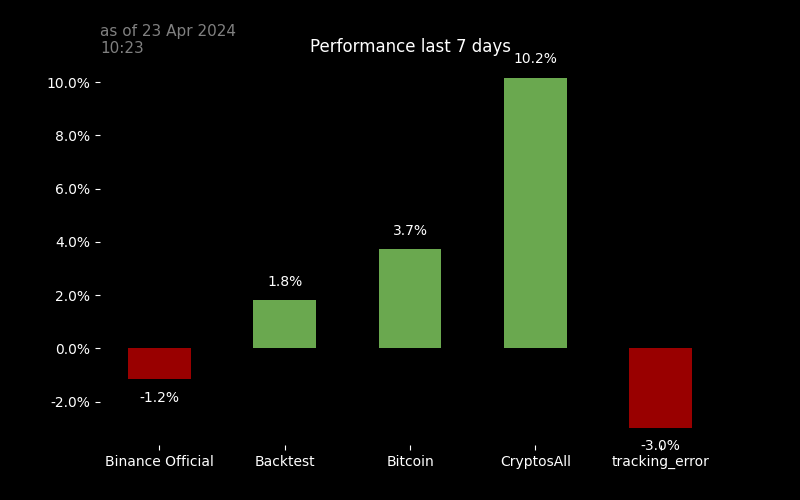 as of 23 Apr 2024
10:23
Performance last 7 days
10.2%
10.0%
8.0%
6.0%
4.0%
3.7%
2.0%
1.8%
0.0%
-2.0%
-1.2%
-3.0%
Binance Official
Backtest
Bitcoin
CryptosAll
tracking_error